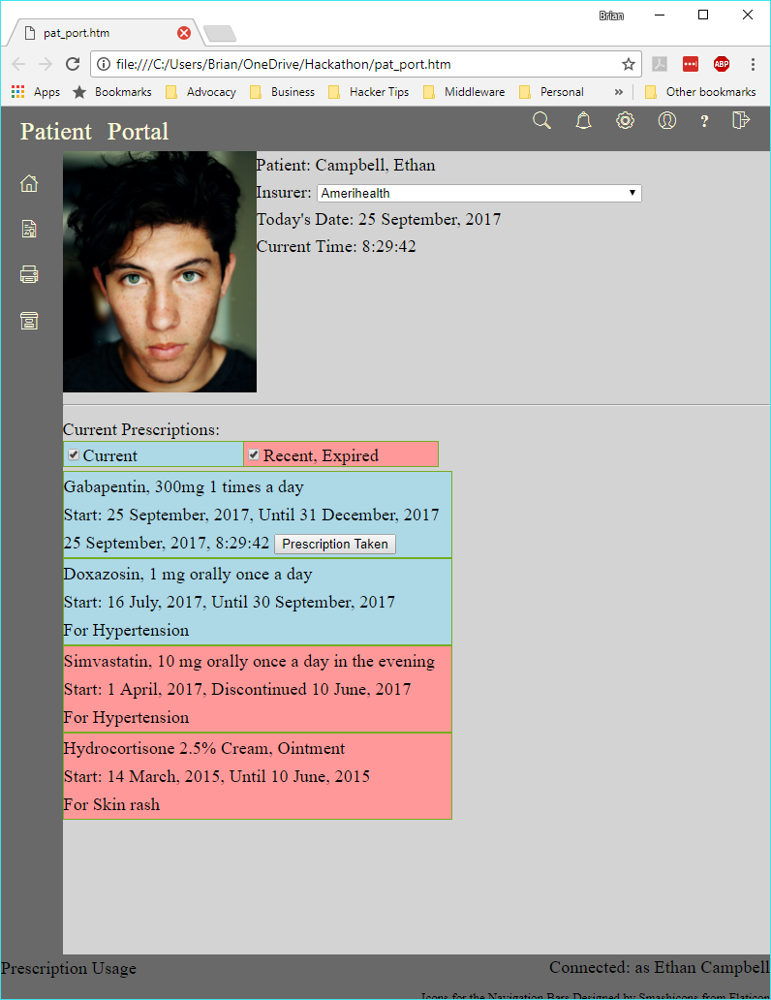 Brian
pat_port.htm
file:///C:/Users/Brian/OneDrive/Hackathon/pat_port.htm
ABP
Apps Bookmarks Advocacy Business Hacker Tips Middleware Personal » Other bookmarks
Patient Portal
?
Patient: Campbell, Ethan
Insurer: Amerihealth
Today's Date: 25 September, 2017
Current Time: 8:29:42
Current Prescriptions:
Current Recent, Expired
Gabapentin, 300mg 1 times a day
Start: 25 September, 2017, Until 31 December, 2017
25 September, 2017, 8:29:42 Prescription Taken
Doxazosin, 1 mg orally once a day
Start: 16 July, 2017, Until 30 September, 2017
For Hypertension
Simvastatin, 10 mg orally once a day in the evening
Start: 1 April, 2017, Discontinued 10 June, 2017
For Hypertension
Hydrocortisone 2.5% Cream, Ointment
Start: 14 March, 2015, Until 10 June, 2015
For Skin rash
Prescription Usage
Connected: as Ethan Campbell
Icons for the Navigation Bars Designed by Smashicons from Flaticon